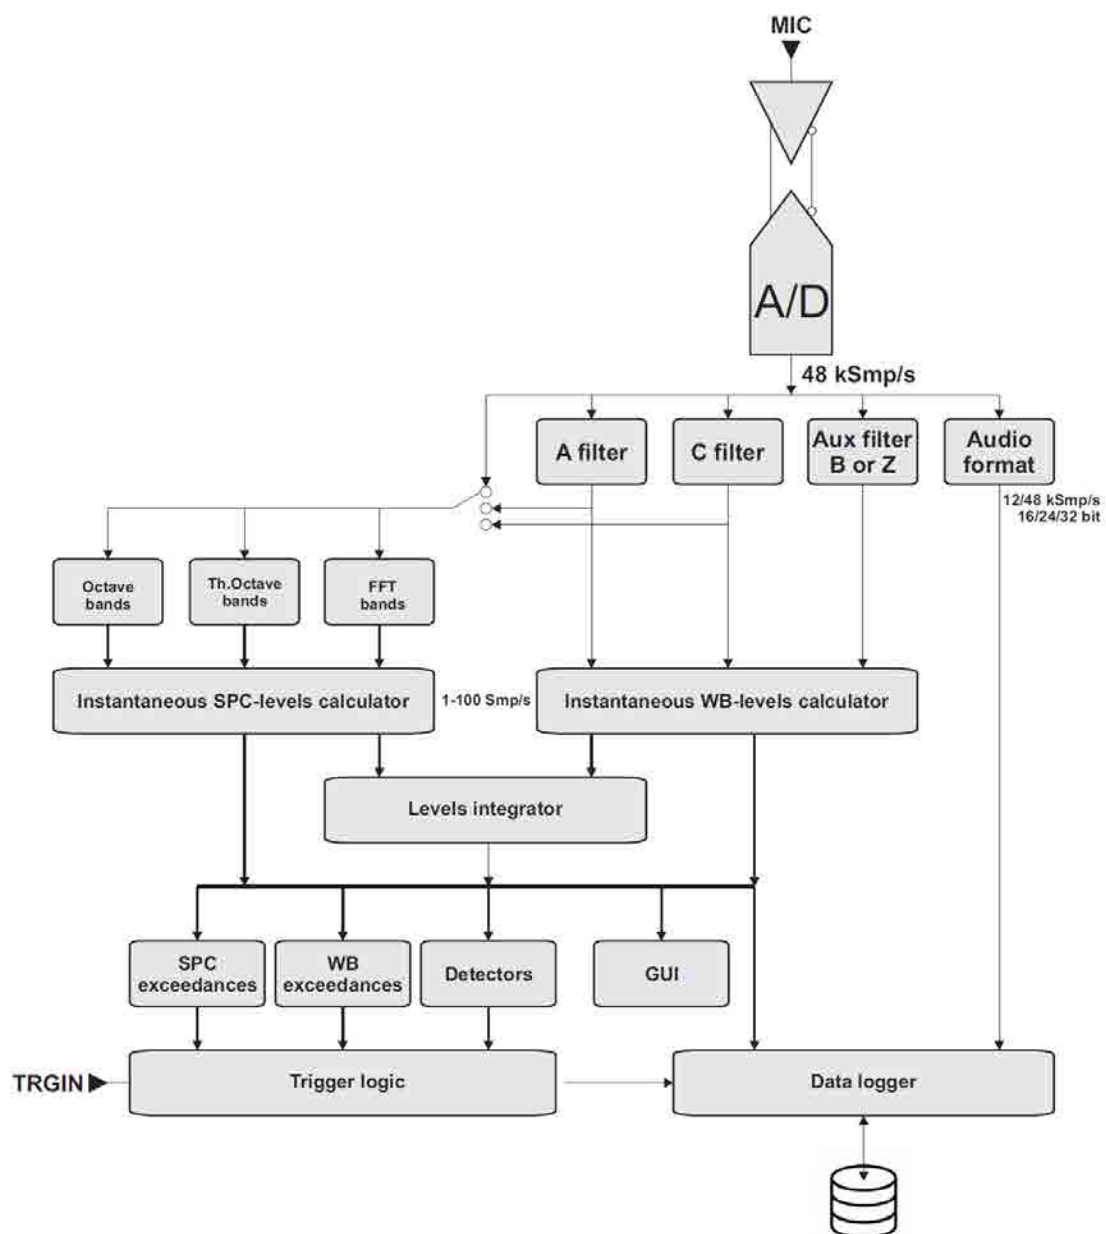 MIC
A/D
48 kSmp/s
A filter
C filter
Aux filter
B or Z
Audio
format
12/48 kSmp/s
16/24/32 bit
Octave
bands
Th.Octave
bands
FFT
bands
Instantaneous SPC-levels calculator
1-100 Smp/s
Instantaneous WB-levels calculator
Levels integrator
SPC
exceedances
WB
exceedances
Detectors
GUI
TRGIN
Trigger logic
Data logger